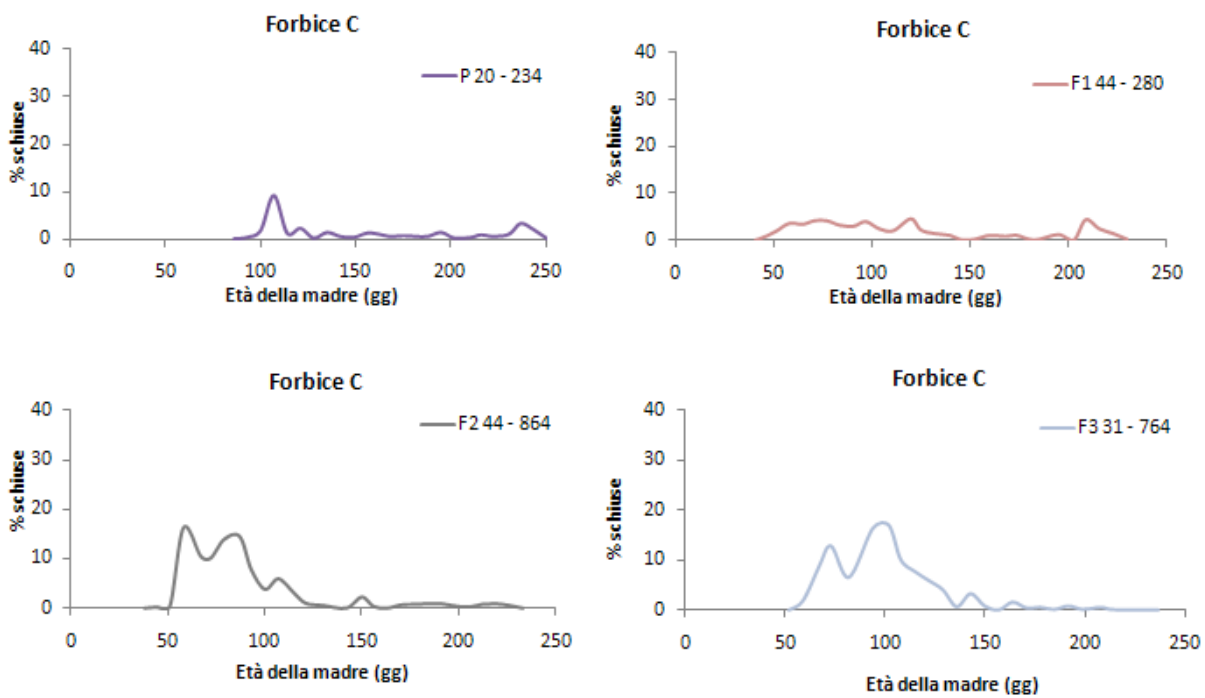 Forbice C
40
30
20
10
0
% schiuse
P 20 - 234
0 50 100 150 200 250
Età della madre (gg)
Forbice C
40
30
20
10
0
% schiuse
F1 44 - 280
0 50 100 150 200 250
Età della madre (gg)
Forbice C
40
30
20
10
0
% schiuse
F2 44 - 864
0 50 100 150 200 250
Età della madre (gg)
Forbice C
40
30
20
10
0
% schiuse
F3 31 - 764
0 50 100 150 200 250
Età della madre (gg)